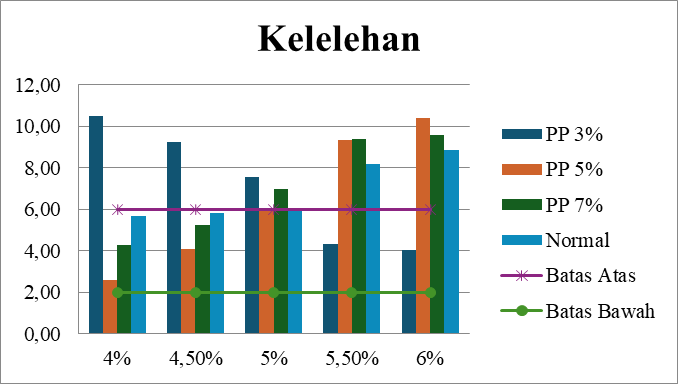 Kelelehan
12,00
10,00
8,00
6,00
4,00
2,00
0,00
4%
4,50%
5%
5,50%
6%
PP 3%
PP 5%
PP 7%
Normal
Batas Atas
Batas Bawah